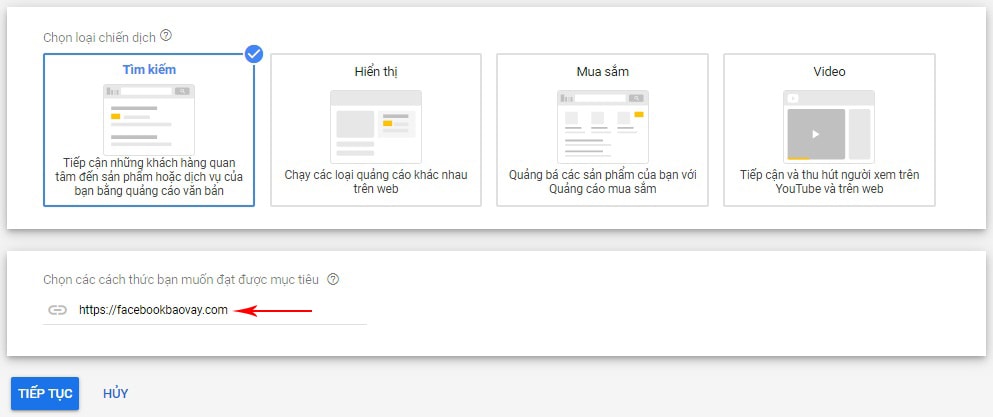 Chọn loại chiến dịch
Tìm kiếm
Tiếp cận những khách hàng quan
tâm đến sản phẩm hoặc dịch vụ của
bạn bằng quảng cáo văn bản
Hiển thị
Chạy các loại quảng cáo khác nhau
trên web
Mua sắm
Quảng bá các sản phẩm của bạn với
Quảng cáo mua sắm
Video
Tiếp cận và thu hút người xem trên
YouTube và trên web
Chọn các cách thức bạn muốn đạt được mục tiêu
https://facebookbaovay.com
TIẾP TỤC
HỦY